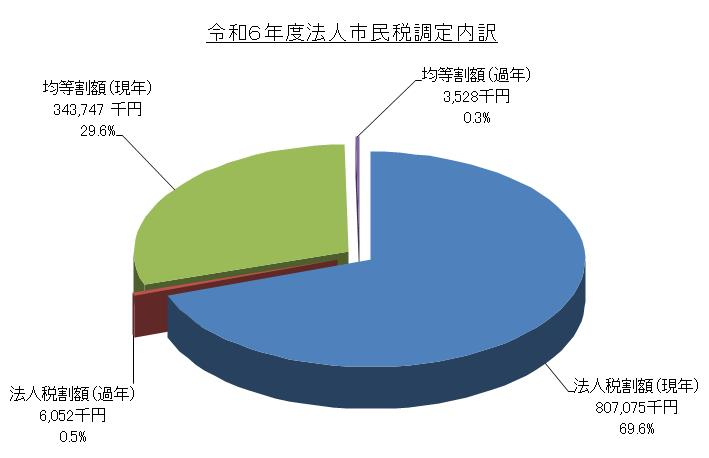 令和6年度法人市民税調定内訳
均等割額(過年)
3,528千円
0.3%
均等割額(現年)
343,747 千円
29.6%
法人税割額(過年)
6,052千円
0.5%
法人税割額(現年)
807,075千円
69.6%